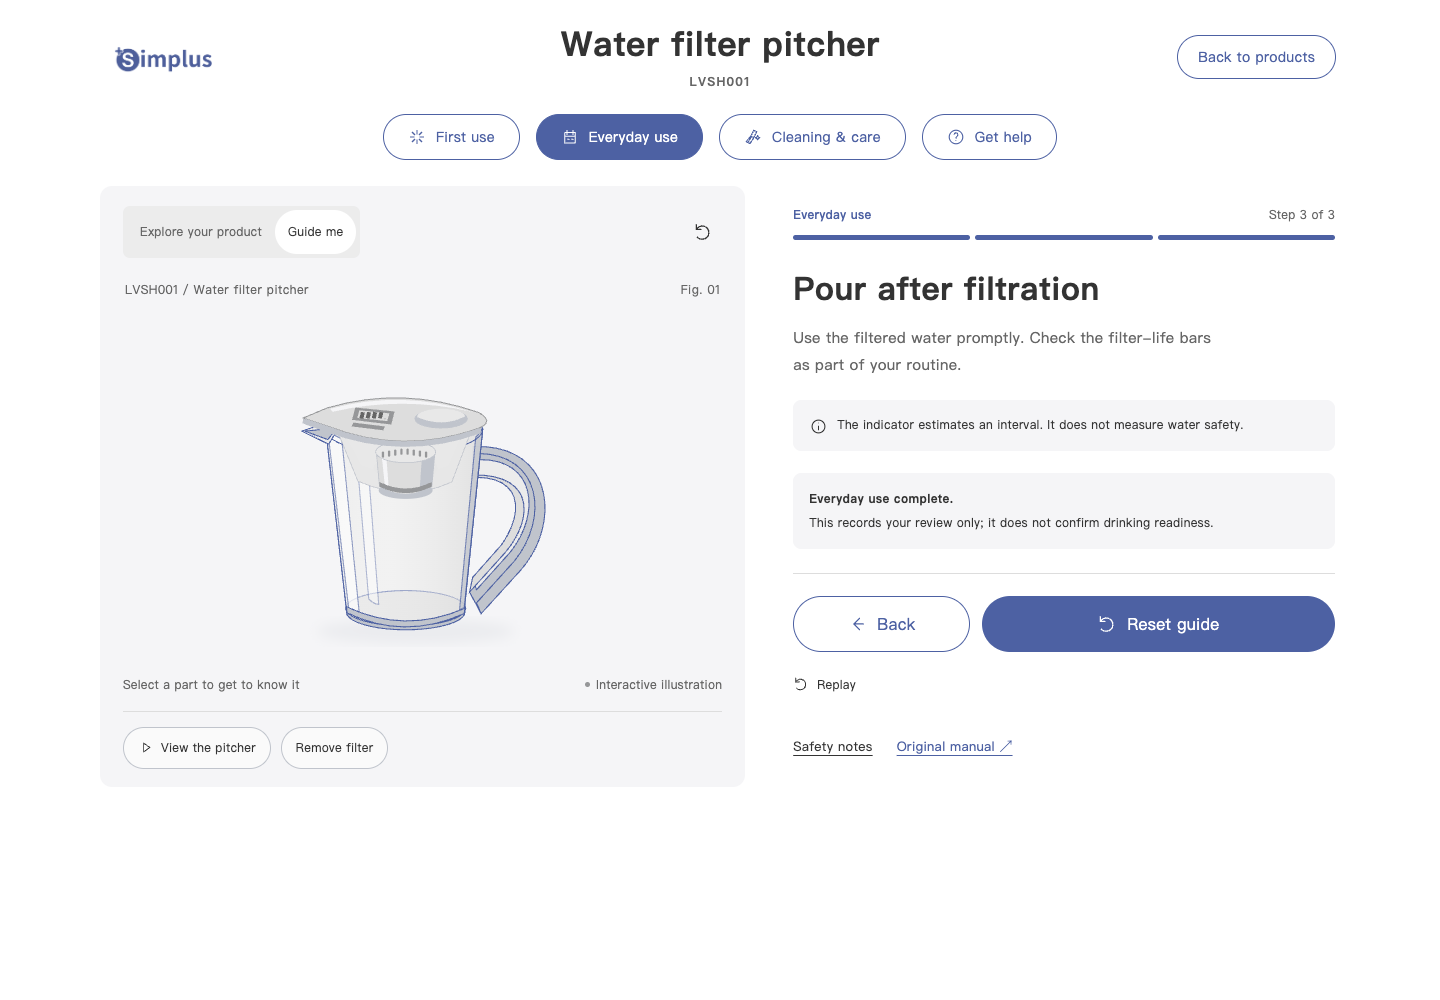 Simplus
Water filter pitcher
LVSH001
Back to products
First use
Everyday use
Cleaning & care
Get help
Explore your product
Guide me
LVSH001 / Water filter pitcher
Fig. 01
Select a part to get to know it
Interactive illustration
View the pitcher
Remove filter
Everyday use
Step 3 of 3
Pour after filtration
Use the filtered water promptly. Check the filter-life bars
as part of your routine.
The indicator estimates an interval. It does not measure water safety.
Everyday use complete.
This records your review only; it does not confirm drinking readiness.
Back
Reset guide
Replay
Safety notes
Original manual